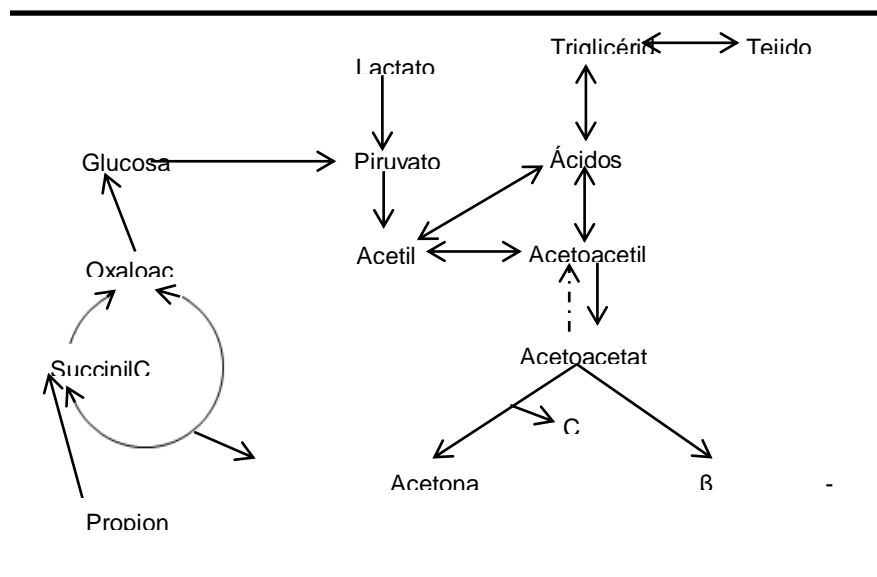 Triglicérid Tejido
Lactato
Glucosa Piruvato Ácidos
Acetil Acetoacetil
Oxaloac
SuccinilC Acetoacetat
C
Acetona ß -
Propion